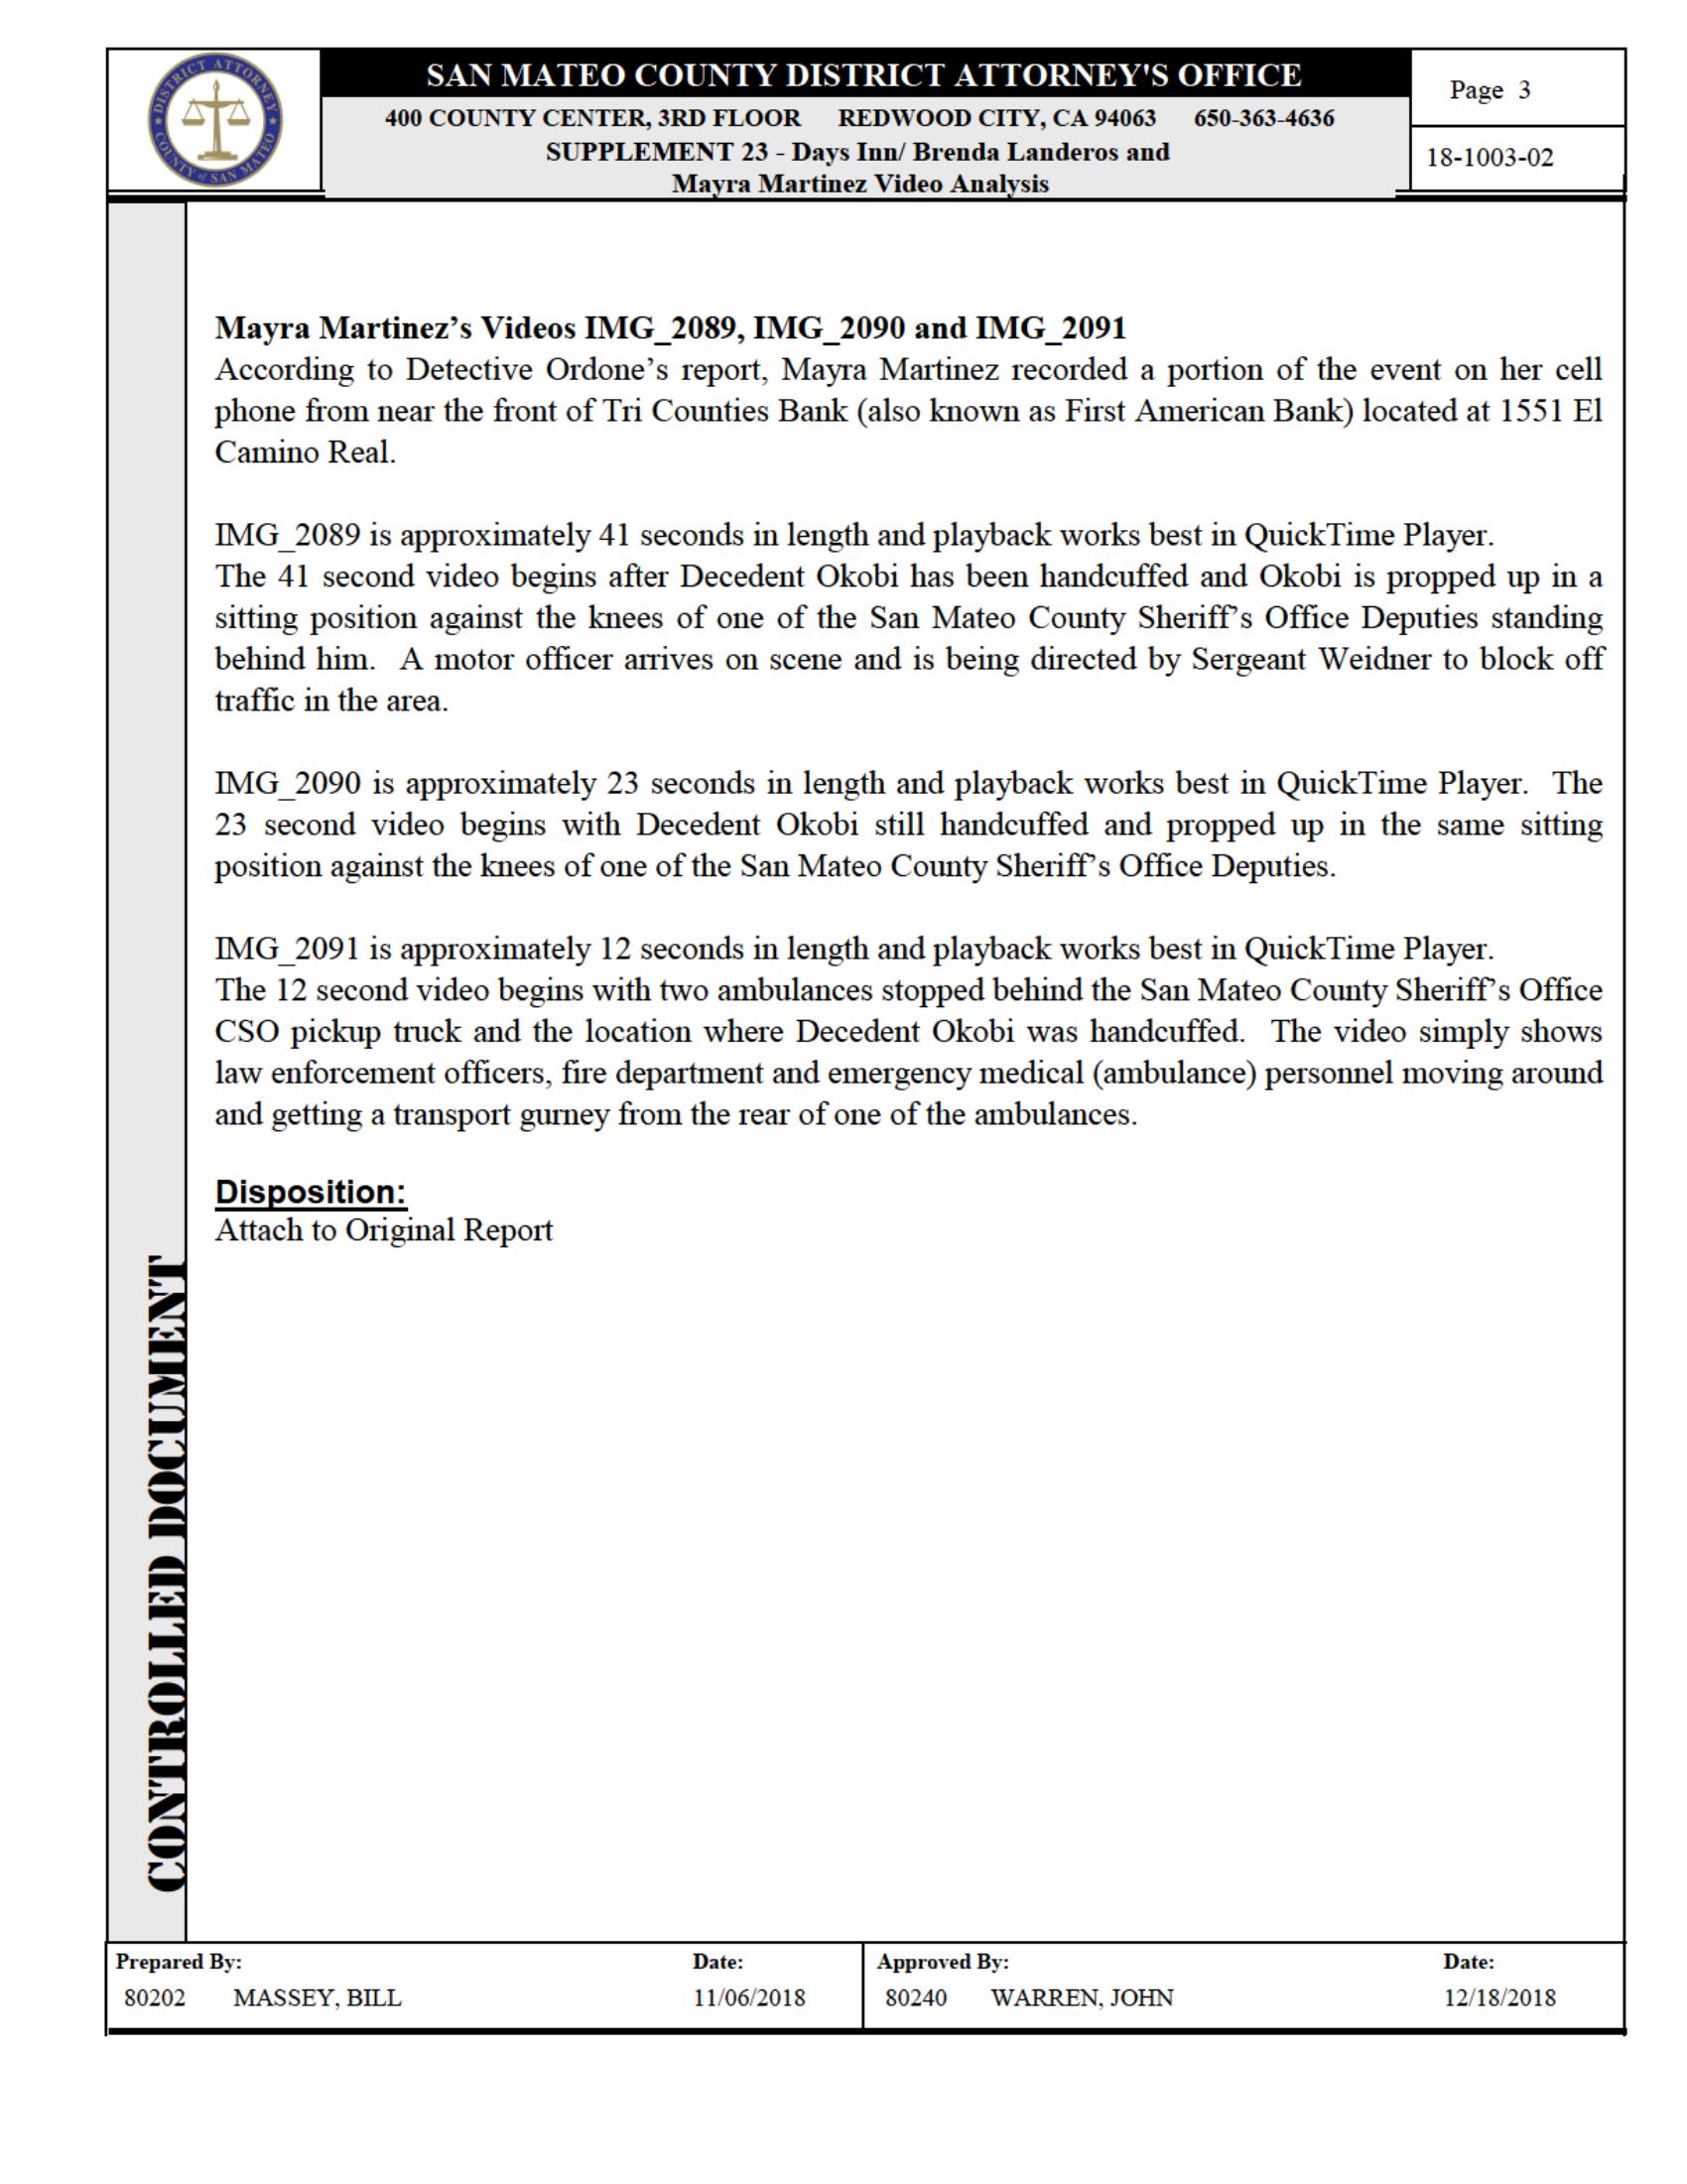 DISTRICT ATTORNEY
COUNTY of SAN MATEO
SAN MATEO COUNTY DISTRICT ATTORNEY'S OFFICE
400 COUNTY CENTER, 3RD FLOOR REDWOOD CITY, CA 94063 650-363-4636
SUPPLEMENT 23 - Days Inn/ Brenda Landeros and
Mayra Martinez Video Analysis
Page 3
18-1003-02
Mayra Martinez’s Videos IMG_2089, IMG_2090 and IMG_2091
According to Detective Ordone’s report, Mayra Martinez recorded a portion of the event on her cell
phone from near the front of Tri Counties Bank (also known as First American Bank) located at 1551 El
Camino Real.
IMG_2089 is approximately 41 seconds in length and playback works best in QuickTime Player.
The 41 second video begins after Decedent Okobi has been handcuffed and Okobi is propped up in a
sitting position against the knees of one of the San Mateo County Sheriff’s Office Deputies standing
behind him. A motor officer arrives on scene and is being directed by Sergeant Weidner to block off
traffic in the area.
IMG_2090 is approximately 23 seconds in length and playback works best in QuickTime Player. The
23 second video begins with Decedent Okobi still handcuffed and propped up in the same sitting
position against the knees of one of the San Mateo County Sheriff’s Office Deputies.
IMG_2091 is approximately 12 seconds in length and playback works best in QuickTime Player.
The 12 second video begins with two ambulances stopped behind the San Mateo County Sheriff’s Office
CSO pickup truck and the location where Decedent Okobi was handcuffed. The video simply shows
law enforcement officers, fire department and emergency medical (ambulance) personnel moving around
and getting a transport gurney from the rear of one of the ambulances.
Disposition:
Attach to Original Report
CONTROLLED DOCUMENT
Prepared By: Date: Approved By: Date:
80202 MASSEY, BILL 11/06/2018 80240 WARREN, JOHN 12/18/2018